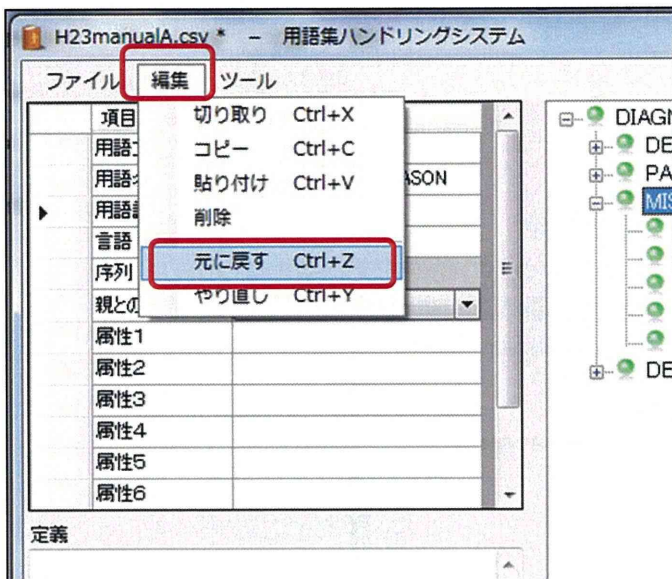 H23manualA.csv * － 用語集ハンドリングシステム
ファイル 編集 ツール
項目
用語
用語
用語
言語
序列
親との
属性1
属性2
属性3
属性4
属性5
属性6
切り取り Ctrl+X
コピー Ctrl+C
貼り付け Ctrl+V
削除
元に戻す Ctrl+Z
やり直し Ctrl+Y
ASON
定義
DIAGN
DE
PA
MIS
DE